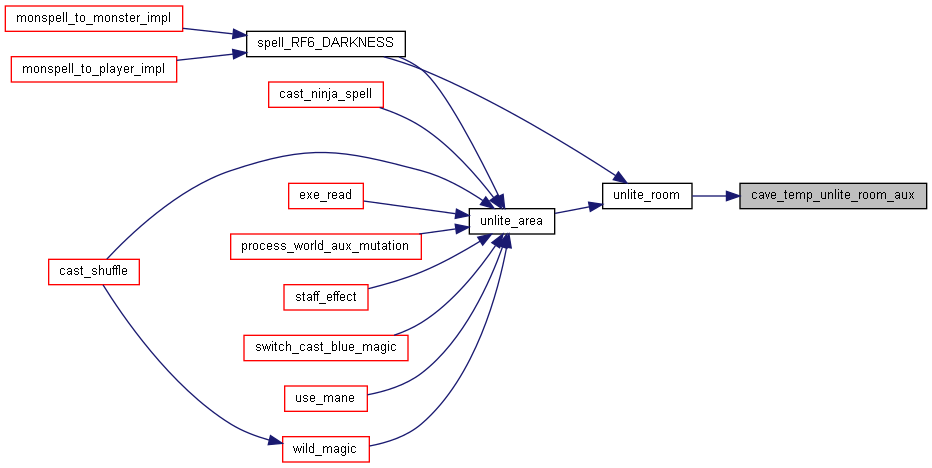 monspell_to_monster_impl
spell_RF6_DARKNESS
monspell_to_player_impl
cast_ninja_spell
exe_read
unlite_room
cave_temp_unlite_room_aux
unlite_area
process_world_aux_mutation
cast_shuffle
staff_effect
switch_cast_blue_magic
use_mane
wild_magic